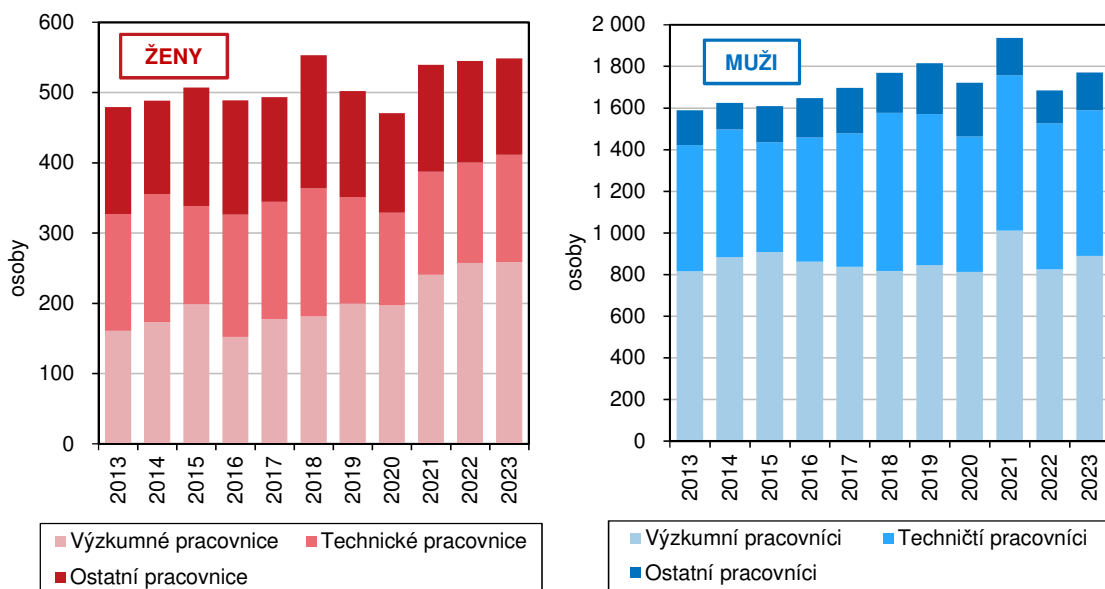 ŽENY
600
500
400
300
200
100
0
osoby
2013 2014 2015 2016 2017 2018 2019 2020 2021 2022 2023
Výzkumné pracovnice Technické pracovnice
Ostatní pracovnice
MUŽI
2 000
1 800
1 600
1 400
1 200
1 000
800
600
400
200
0
osoby
2013 2014 2015 2016 2017 2018 2019 2020 2021 2022 2023
Výzkumní pracovníci Techničtí pracovníci
Ostatní pracovníci